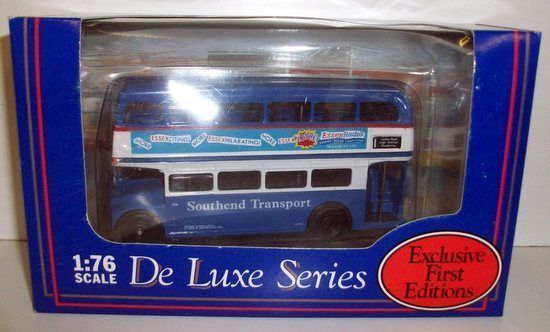 MORE ESSEXCITING! MORE ESSEXHILARATING! MORE ESSEX Essex Radio
Southend Transport
1:76
SCALE
De Luxe Series
Exclusive
First
Editions